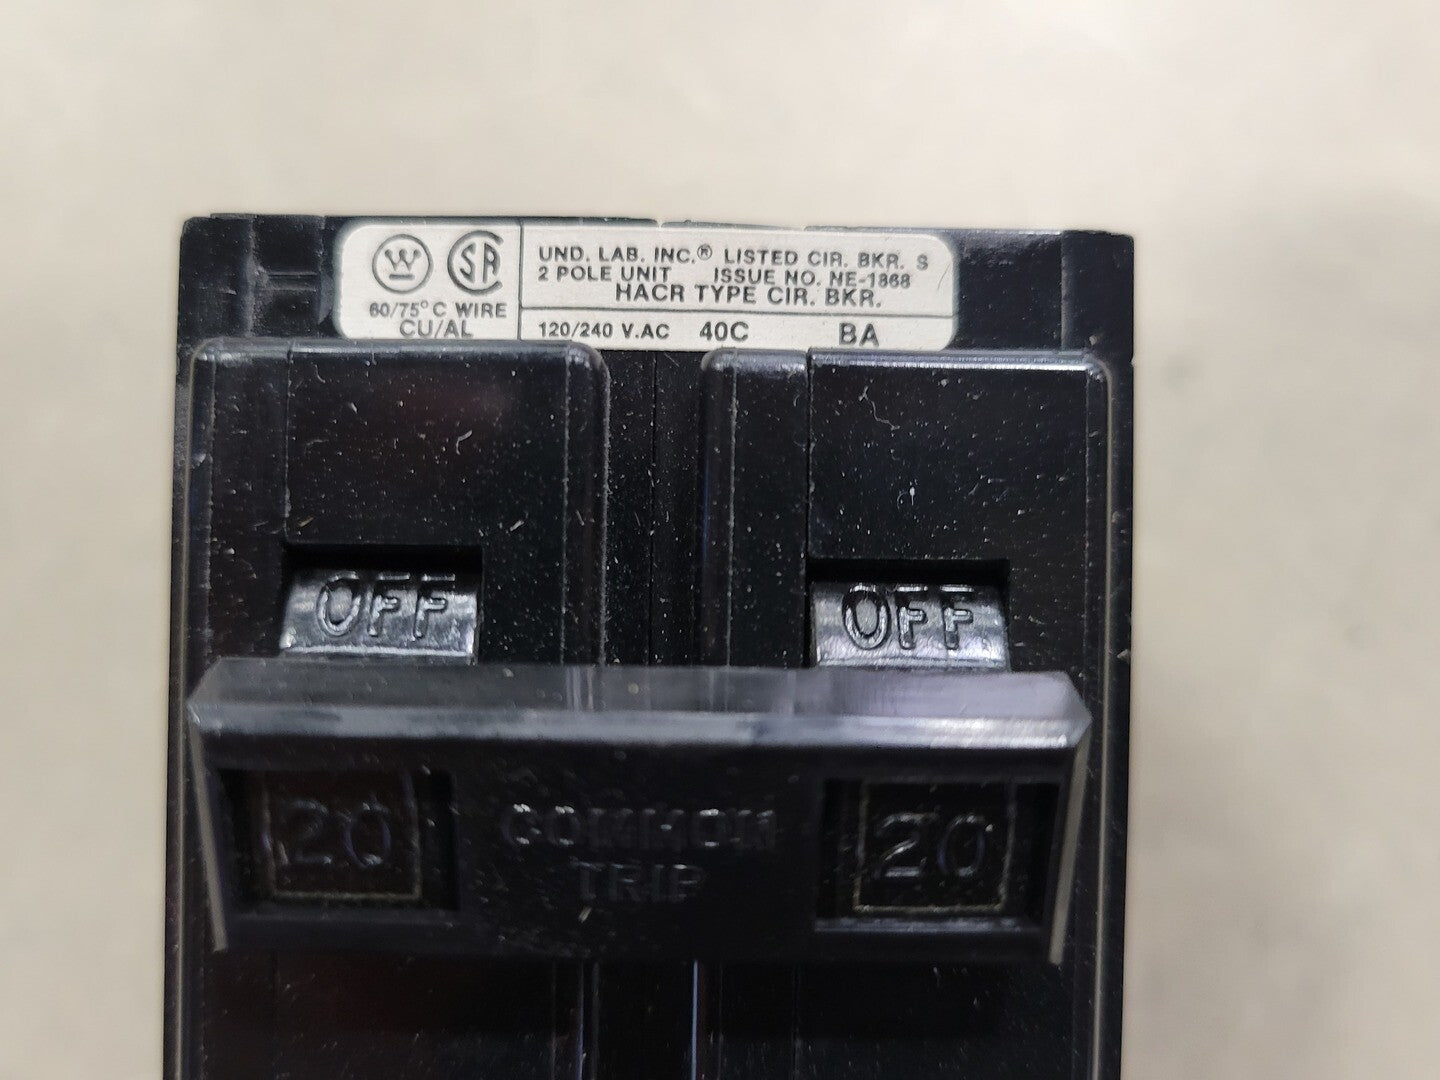 W SA
UND. LAB. INC.® LISTED CIR. BKR. S
2 POLE UNIT ISSUE NO. NE-1868
HACR TYPE CIR. BKR.
60/75° C WIRE
CU/AL
120/240 V.AC 40C BA
OFF OFF
20 COMMON 20
TRIP